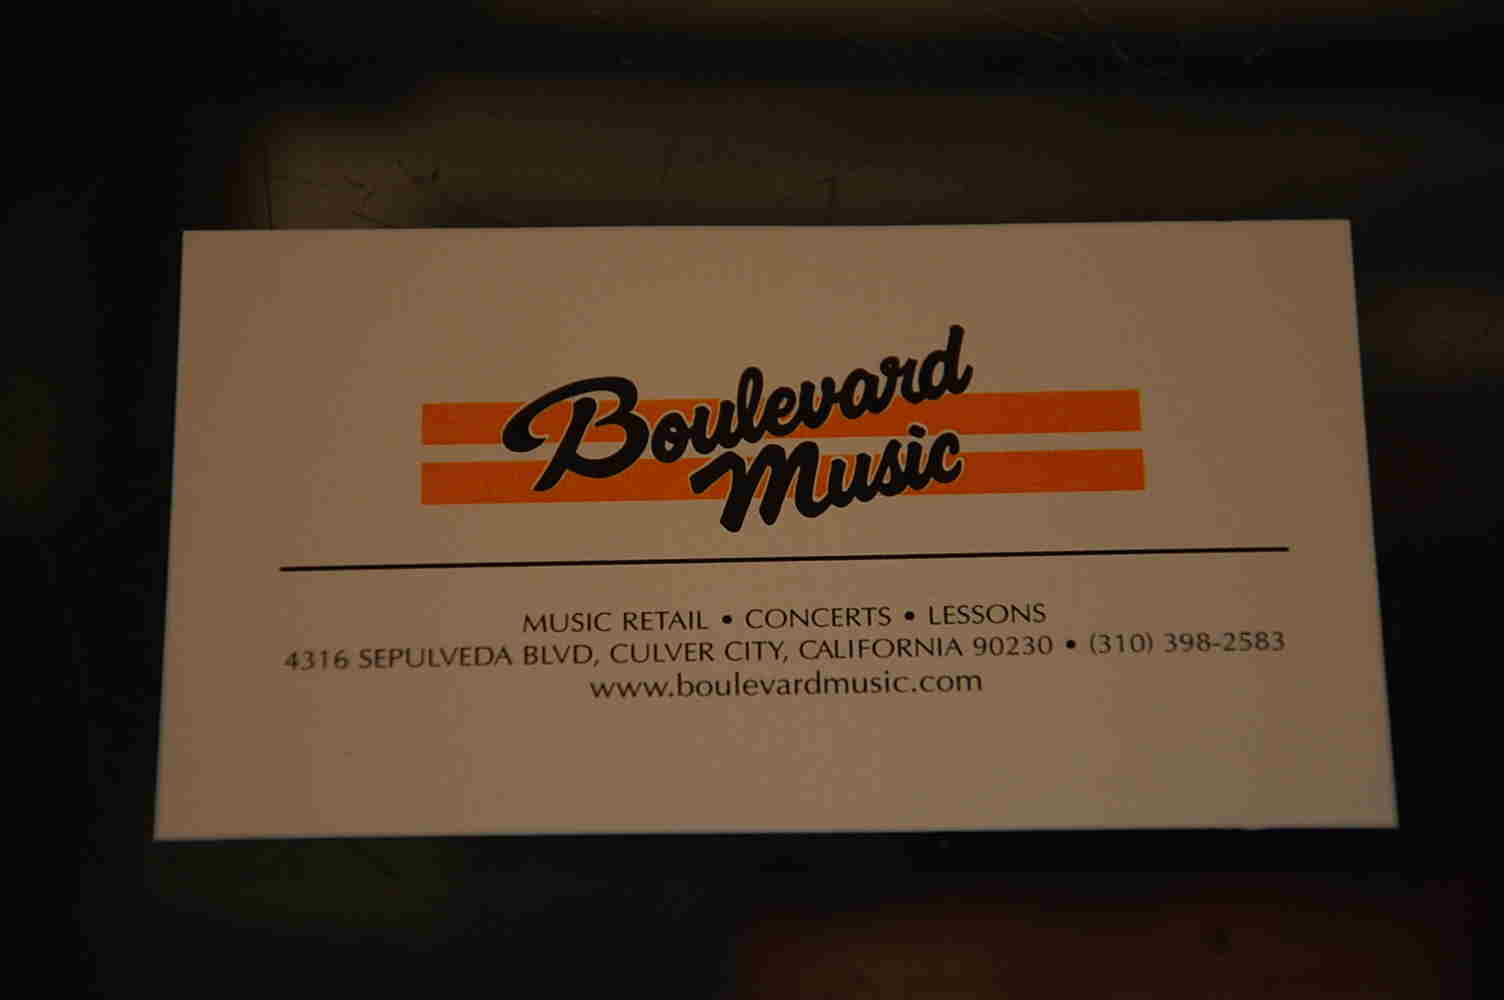 Boulevard
Music
MUSIC RETAIL • CONCERTS • LESSONS
4316 SEPULVEDA BLVD, CULVER CITY, CALIFORNIA 90230 • (310) 398-2583
www.boulevardmusic.com